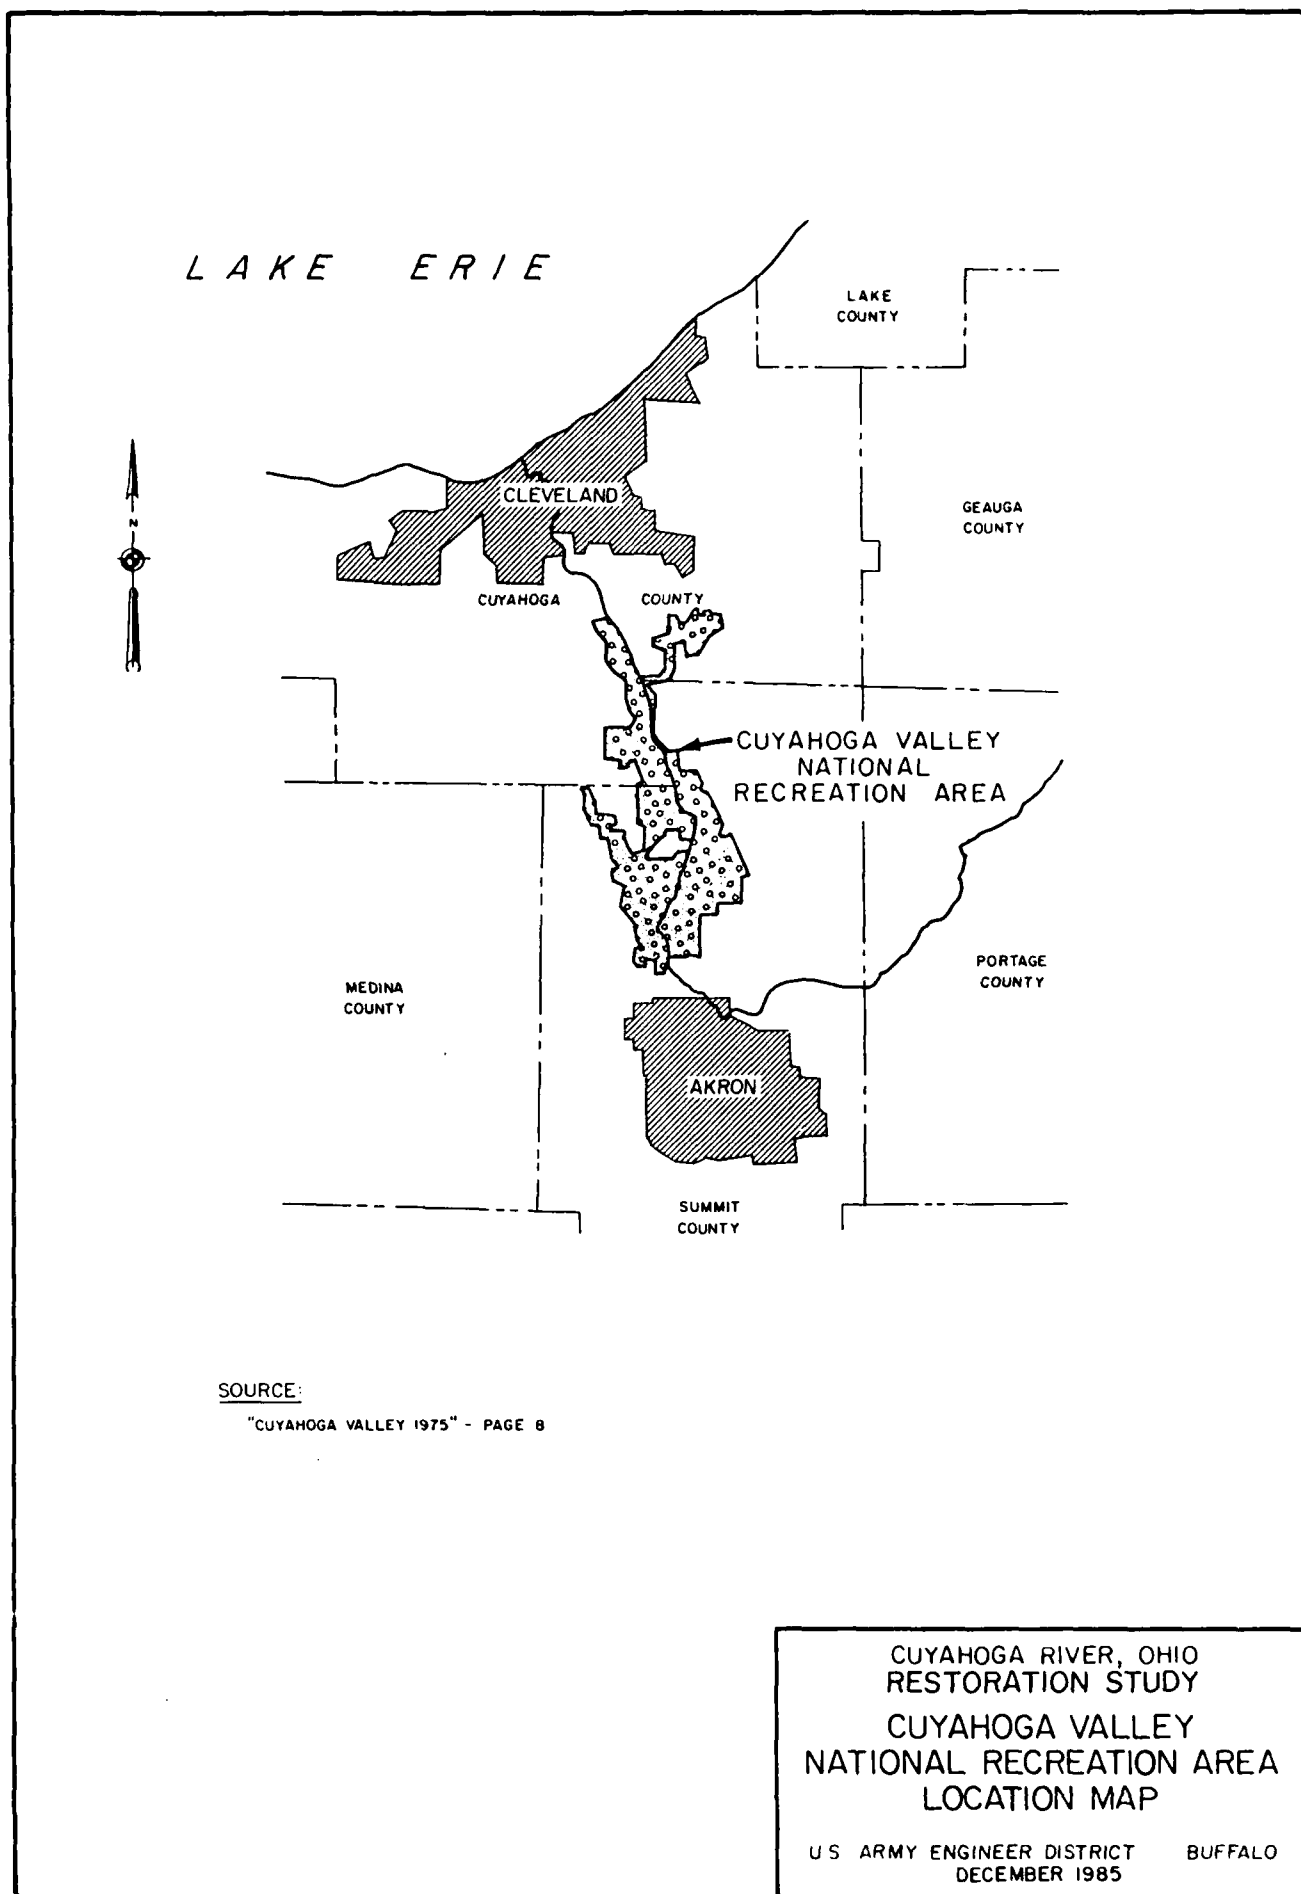 LAKE ERIE
LAKE
COUNTY
CLEVELAND
N
GEAUGA
COUNTY
CUYAHOGA COUNTY
CUYAHOGA VALLEY
NATIONAL
RECREATION AREA
PORTAGE
COUNTY
MEDINA
COUNTY
AKRON
SUMMIT
COUNTY
SOURCE:
"CUYAHOGA VALLEY 1975" - PAGE 8
CUYAHOGA RIVER, OHIO
RESTORATION STUDY
CUYAHOGA VALLEY
NATIONAL RECREATION AREA
LOCATION MAP
U S ARMY ENGINEER DISTRICT BUFFALO
DECEMBER 1985